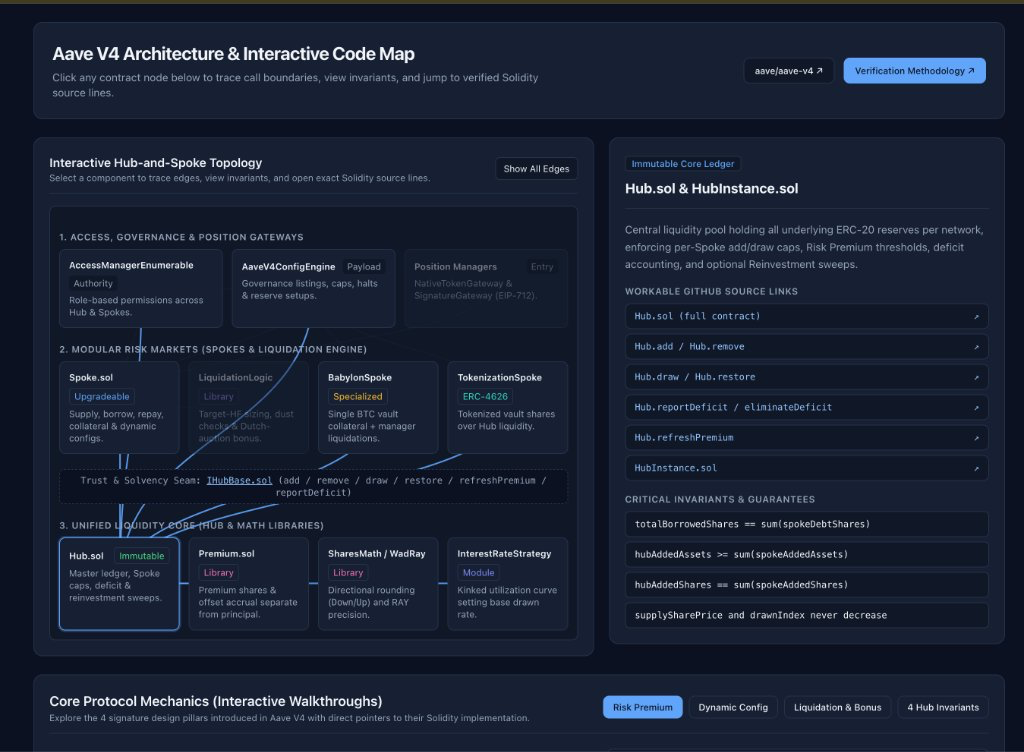 Aave V4 Architecture & Interactive Code Map
Click any contract node below to trace call boundaries, view invariants, and jump to verified Solidity
source lines.
aave/aave-v4 ↗
Verification Methodology ↗
Interactive Hub-and-Spoke Topology
Select a component to trace edges, view invariants, and open exact Solidity source lines.
Show All Edges
1. ACCESS, GOVERNANCE & POSITION GATEWAYS
AccessManagerEnumerable
Authority
Role-based permissions across
Hub & Spokes.
AaveV4ConfigEngine
Payload
Governance listings, caps, halts
& reserve setups.
Position Managers
Entry
NativeTokenGateway &
SignatureGateway (EIP-712).
2. MODULAR RISK MARKETS (SPOKES & LIQUIDATION ENGINE)
Spoke.sol
Upgradeable
Supply, borrow, repay,
collateral & dynamic
configs.
LiquidationLogic
Library
Target-HF sizing, dust
checks & Dutch-
auction bonus.
BabylonSpoke
Specialized
Single BTC vault
collateral + manager
liquidations.
TokenizationSpoke
ERC-4626
Tokenized vault shares
over Hub liquidity.
Trust & Solvency Seam: IHubBase.sol (add / remove / draw / restore / refreshPremium /
reportDeficit)
3. UNIFIED LIQUIDITY CORE (HUB & MATH LIBRARIES)
Hub.sol
Immutable
Master ledger, Spoke
caps, deficit &
reinvestment sweeps.
Premium.sol
Library
Premium shares &
offset accrual separate
from principal.
SharesMath / WadRay
Library
Directional rounding
(Down/Up) and RAY
precision.
InterestRateStrategy
Module
Kinked utilization curve
setting base drawn
rate.
Immutable Core Ledger
Hub.sol & HubInstance.sol
Central liquidity pool holding all underlying ERC-20 reserves per network,
enforcing per-Spoke add/draw caps, Risk Premium thresholds, deficit
accounting, and optional Reinvestment sweeps.
WORKABLE GITHUB SOURCE LINKS
Hub.sol (full contract) ↗
Hub.add / Hub.remove ↗
Hub.draw / Hub.restore ↗
Hub.reportDeficit / eliminateDeficit ↗
Hub.refreshPremium ↗
HubInstance.sol ↗
CRITICAL INVARIANTS & GUARANTEES
totalBorrowedShares == sum(spokeDebtShares)
hubAddedAssets >= sum(spokeAddedAssets)
hubAddedShares == sum(spokeAddedShares)
supplySharePrice and drawnIndex never decrease
Core Protocol Mechanics (Interactive Walkthroughs)
Explore the 4 signature design pillars introduced in Aave V4 with direct pointers to their Solidity implementation.
Risk Premium
Dynamic Config
Liquidation & Bonus
4 Hub Invariants